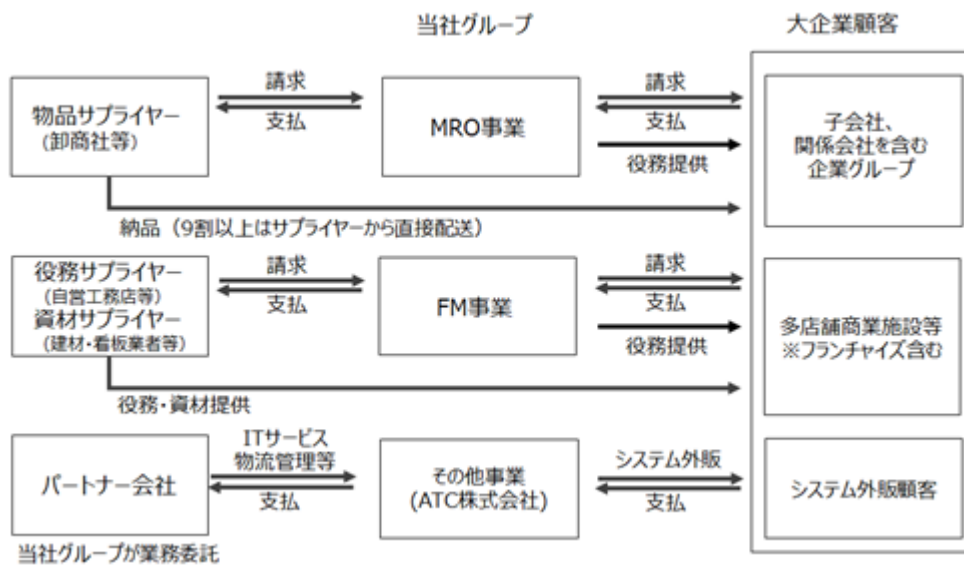 当社グループ
大企業顧客
物品サプライヤー
(卸商社等)
請求
支払
MRO事業
請求
支払
役務提供
子会社、
関係会社を含む
企業グループ
納品（9割以上はサプライヤーから直接配送）
役務サプライヤー
(自営工務店等)
資材サプライヤー
(建材・看板業者等)
請求
支払
FM事業
請求
支払
役務提供
多店舗商業施設等
※フランチャイズ含む
役務・資材提供
パートナー会社
ITサービス
物流管理等
支払
その他事業
(ATC株式会社)
システム外販
支払
システム外販顧客
当社グループが業務委託